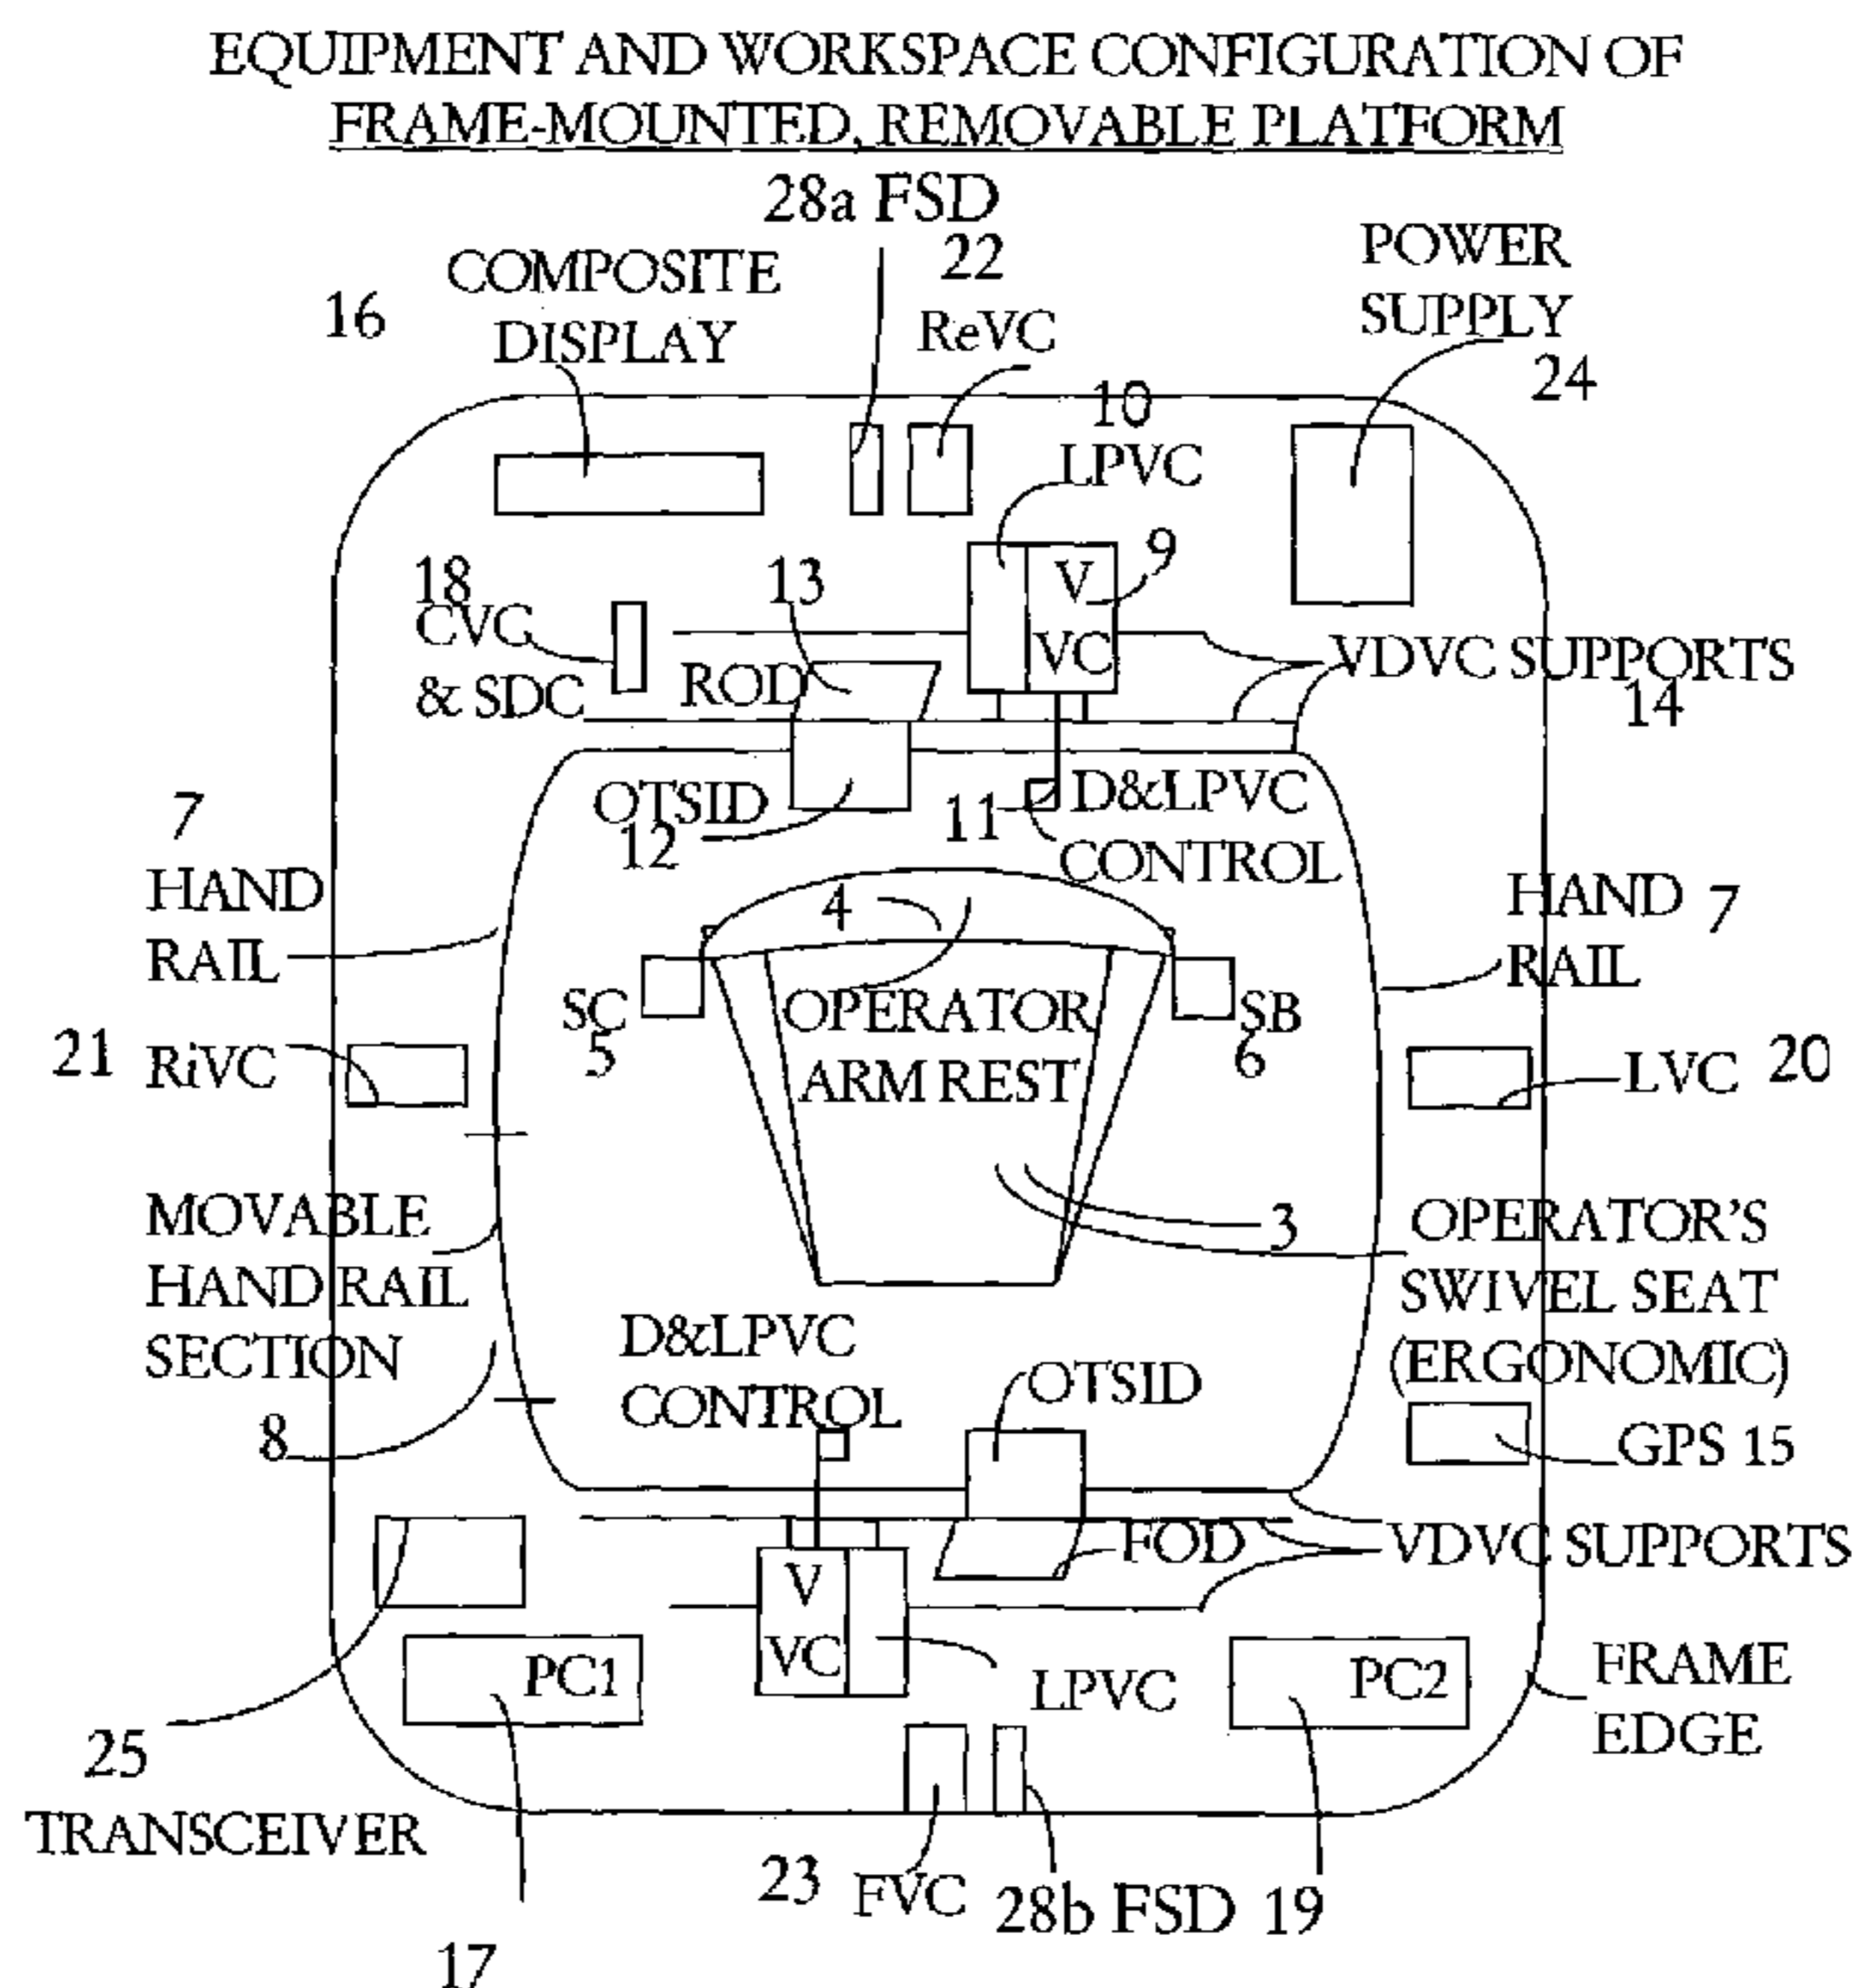 EQUIPMENT AND WORKSPACE CONFIGURATION OF
FRAME-MOUNTED, REMOVABLE PLATFORM
28a FSD
22
ReVC
COMPOSITE
DISPLAY
16
POWER
SUPPLY
24
10
LPVC
9
V
VC
18
CVC
& SDC
13
ROD
VDVC SUPPORTS
14
OTSID
12
11
D&LPVC
CONTROL
7
HAND
RAIL
4
HAND
RAIL
7
SC
5
OPERATOR
ARM REST
SB
6
21 RiVC
LVC 20
MOVABLE
HAND RAIL
SECTION
8
3
OPERATOR'S
SWIVEL SEAT
(ERGONOMIC)
D&LPVC
CONTROL
OTSID
GPS 15
FOD
VDVC SUPPORTS
V
VC
LPVC
PC1
PC2
FRAME
EDGE
25
TRANSCEIVER
23 FVC
28b FSD
19
17